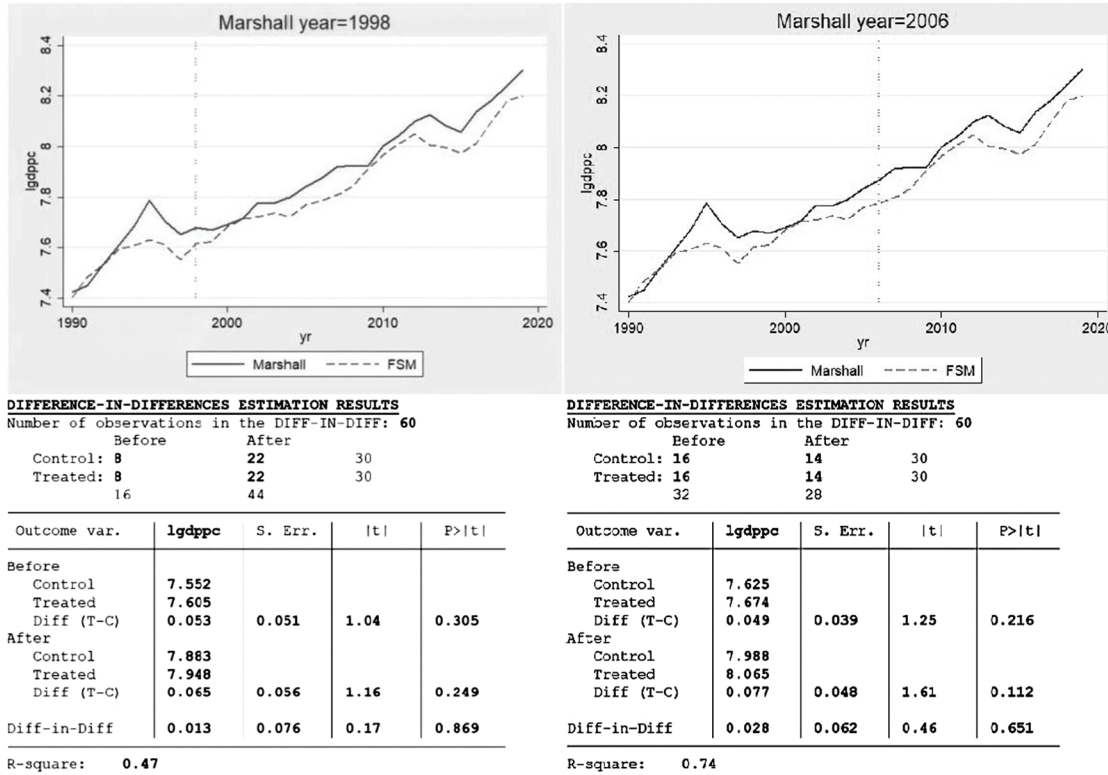 Marshall year=1998
8.4
8.2
8
7.8
7.6
7.4
lgdppc
1990
2000
2010
2020
yr
Marshall
FSM
DIFFERENCE-IN-DIFFERENCES ESTIMATION RESULTS
Number of observations in the DIFF-IN-DIFF: 60
Before After
Control: 8 22 30
Treated: 8 22 30
16 44
Outcome var. lgdppc S. Err. |t| P>|t|
Before
Control 7.552
Treated 7.605
Diff (T-C) 0.053 0.051 1.04 0.305
After
Control 7.883
Treated 7.948
Diff (T-C) 0.065 0.056 1.16 0.249
Diff-in-Diff 0.013 0.076 0.17 0.869
R-square: 0.47
Marshall year=2006
8.4
8.2
8
7.8
7.6
7.4
lgdppc
1990
2000
2010
2020
yr
Marshall
FSM
DIFFERENCE-IN-DIFFERENCES ESTIMATION RESULTS
Number of observations in the DIFF-IN-DIFF: 60
Before After
Control: 16 14 30
Treated: 16 14 30
32 28
Outcome var. lgdppc S. Err. |t| P>|t|
Before
Control 7.625
Treated 7.674
Diff (T-C) 0.049 0.039 1.25 0.216
After
Control 7.988
Treated 8.065
Diff (T-C) 0.077 0.048 1.61 0.112
Diff-in-Diff 0.028 0.062 0.46 0.651
R-square: 0.74